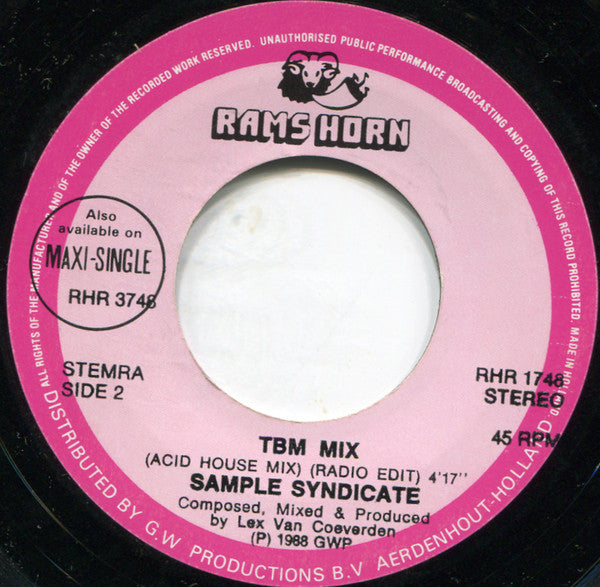 ALL RIGHTS OF THE MANUFACTURER AND OF THE OWNER OF THE RECORDED WORK RESERVED. UNAUTHORISED PUBLIC PERFORMANCE BROADCASTING AND COPYING OF THIS RECORD PROHIBITED. MADE IN HOLLAND
RAMS HORN
Also
available on
MAXI-SINGLE
RHR 3748
STEMRA
SIDE 2
RHR 1748
STEREO
45 RPM
TBM MIX
(ACID HOUSE MIX) (RADIO EDIT) 4'17''
SAMPLE SYNDICATE
Composed, Mixed & Produced
by Lex Van Coeverden
(P) 1988 GWP
DISTRIBUTED BY G.W PRODUCTIONS B.V AERDENHOUT-HOLLAND